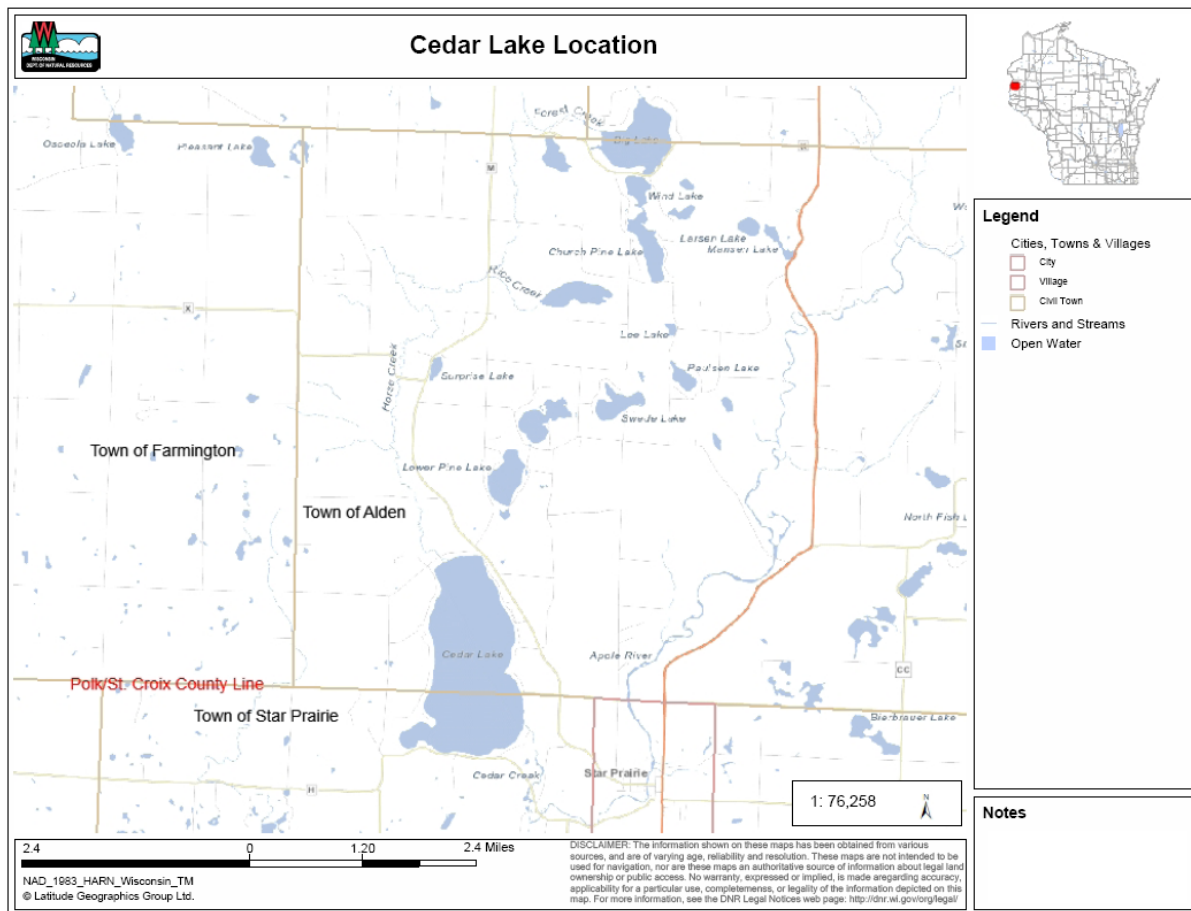 WISCONSIN
DEPT. OF NATURAL RESOURCES
Cedar Lake Location
Forest Creek
Osceola Lake
Pleasant Lake
Big Lake
M
Wind Lake
Larsen Lake
Church Pine Lake
Rice Creek
X
Lee Lake
Horse Creek
Surprise Lake
Paulsen Lake
Swede Lake
Town of Farmington
Lower Pine Lake
Town of Alden
North Fish L
Cedar Lake
Apple River
CC
Polk/St. Croix County Line
Town of Star Prairie
Bierbrauer Lake
Cedar Creek
Star Prairie
H
1: 76,258
N
Legend
Cities, Towns & Villages
City
Village
Civil Town
Rivers and Streams
Open Water
Notes
2.4 0 1.20 2.4 Miles
NAD_1983_HARN_Wisconsin_TM
© Latitude Geographics Group Ltd.
DISCLAIMER: The information shown on these maps has been obtained from various
sources, and are of varying age, reliability and resolution. These maps are not intended to be
used for navigation, nor are these maps an authoritative source of information about legal land
ownership or public access. No warranty, expressed or implied, is made aregarding accuracy,
applicability for a particular use, completemenss, or legality of the information depicted on this
map. For more information, see the DNR Legal Notices web page: http://dnr.wi.gov/org/legal/